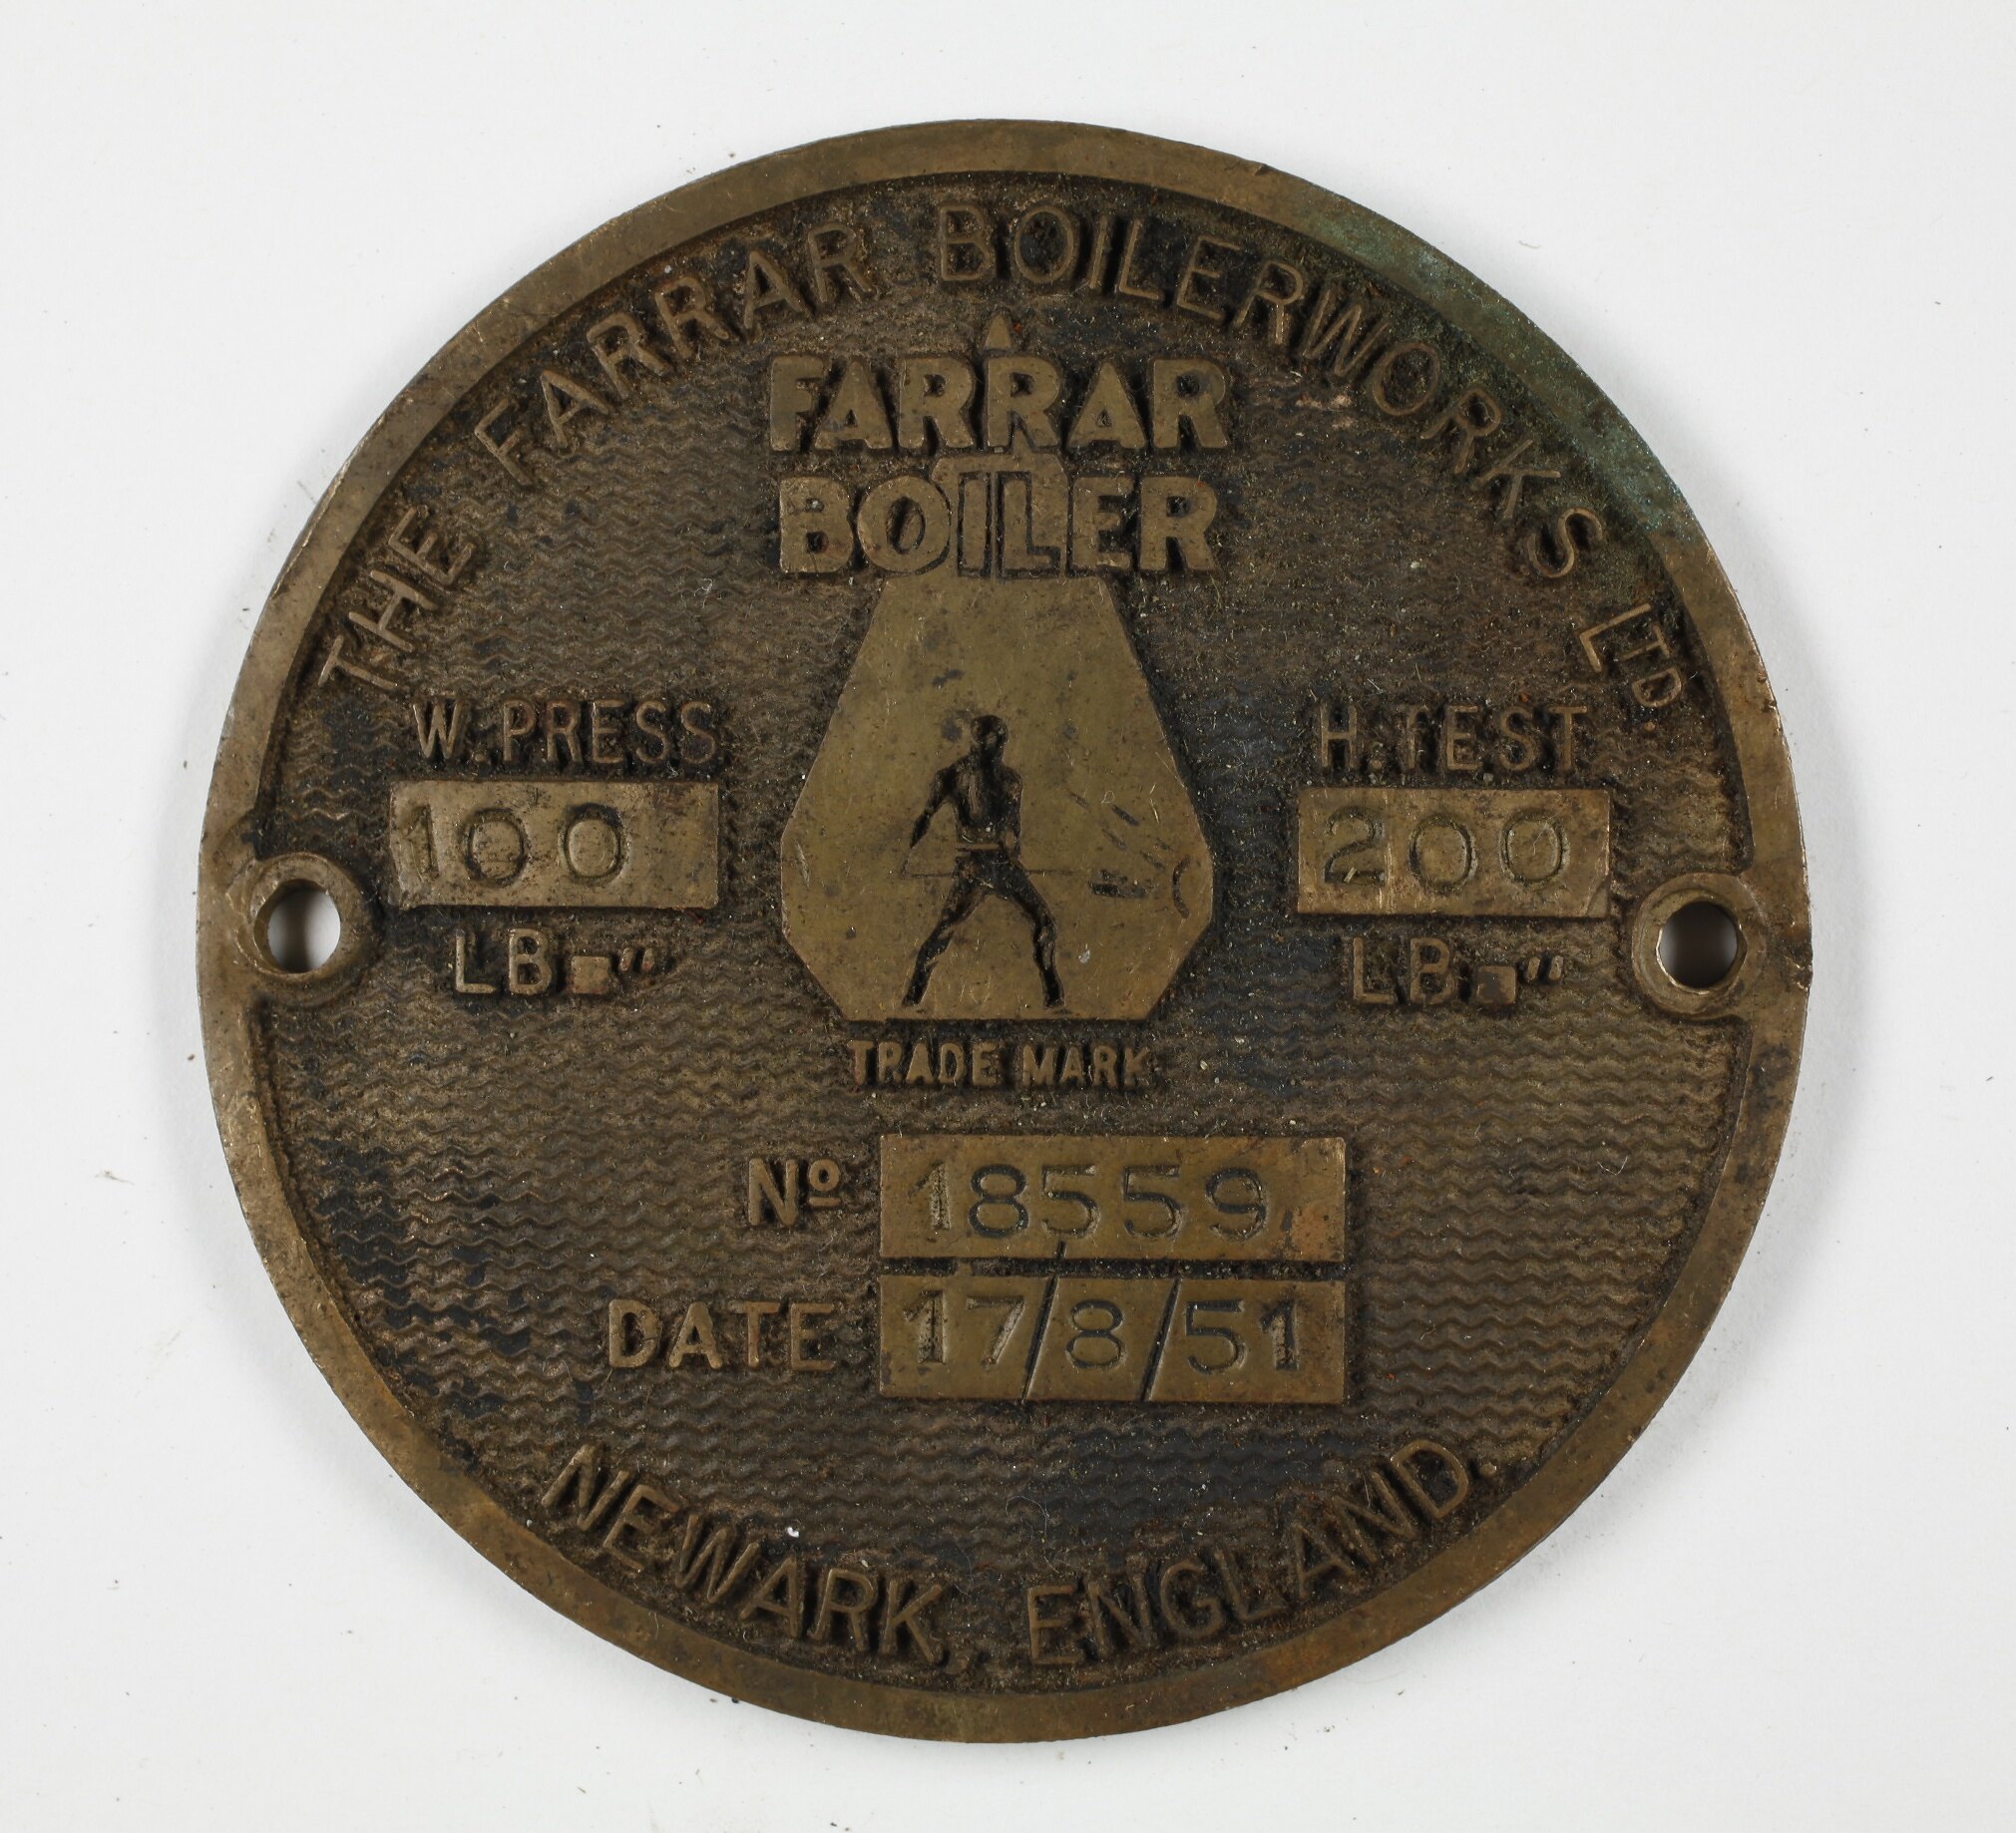 THE FARRAR BOILERWORKS LTD.
FARRAR
BOILER
W. PRESS
100
LB ■"
H. TEST
200
LB ■"
TRADE MARK
Nº 18559
DATE 17/8/51
NEWARK, ENGLAND.